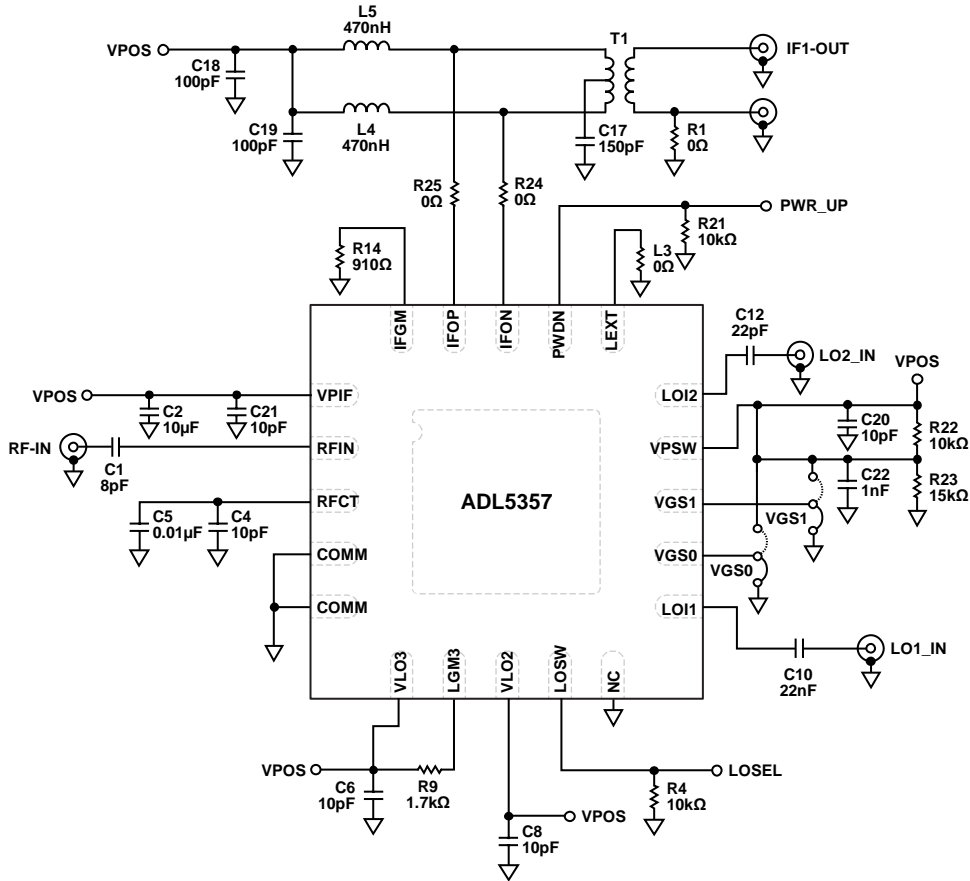 L5
470nH
VPOS
T1
IF1-OUT
C18
100pF
C19
100pF
L4
470nH
C17
150pF
R1
0Ω
R25
0Ω
R24
0Ω
PWR_UP
R21
10kΩ
R14
910Ω
L3
0Ω
IFGM
IFOP
IFON
PWDN
LEXT
C12
22pF
LO2_IN
VPOS
VPOS
C2
10µF
C21
10pF
VPIF
LOI2
C20
10pF
R22
10kΩ
RF-IN
C1
8pF
RFIN
VPSW
C22
1nF
R23
15kΩ
C5
0.01µF
C4
10pF
RFCT
ADL5357
VGS1
VGS1
COMM
VGS0
VGS0
COMM
LOI1
LO1_IN
C10
22nF
VLO3
LGM3
VLO2
LOSW
NC
VPOS
C6
10pF
R9
1.7kΩ
LOSEL
R4
10kΩ
VPOS
C8
10pF